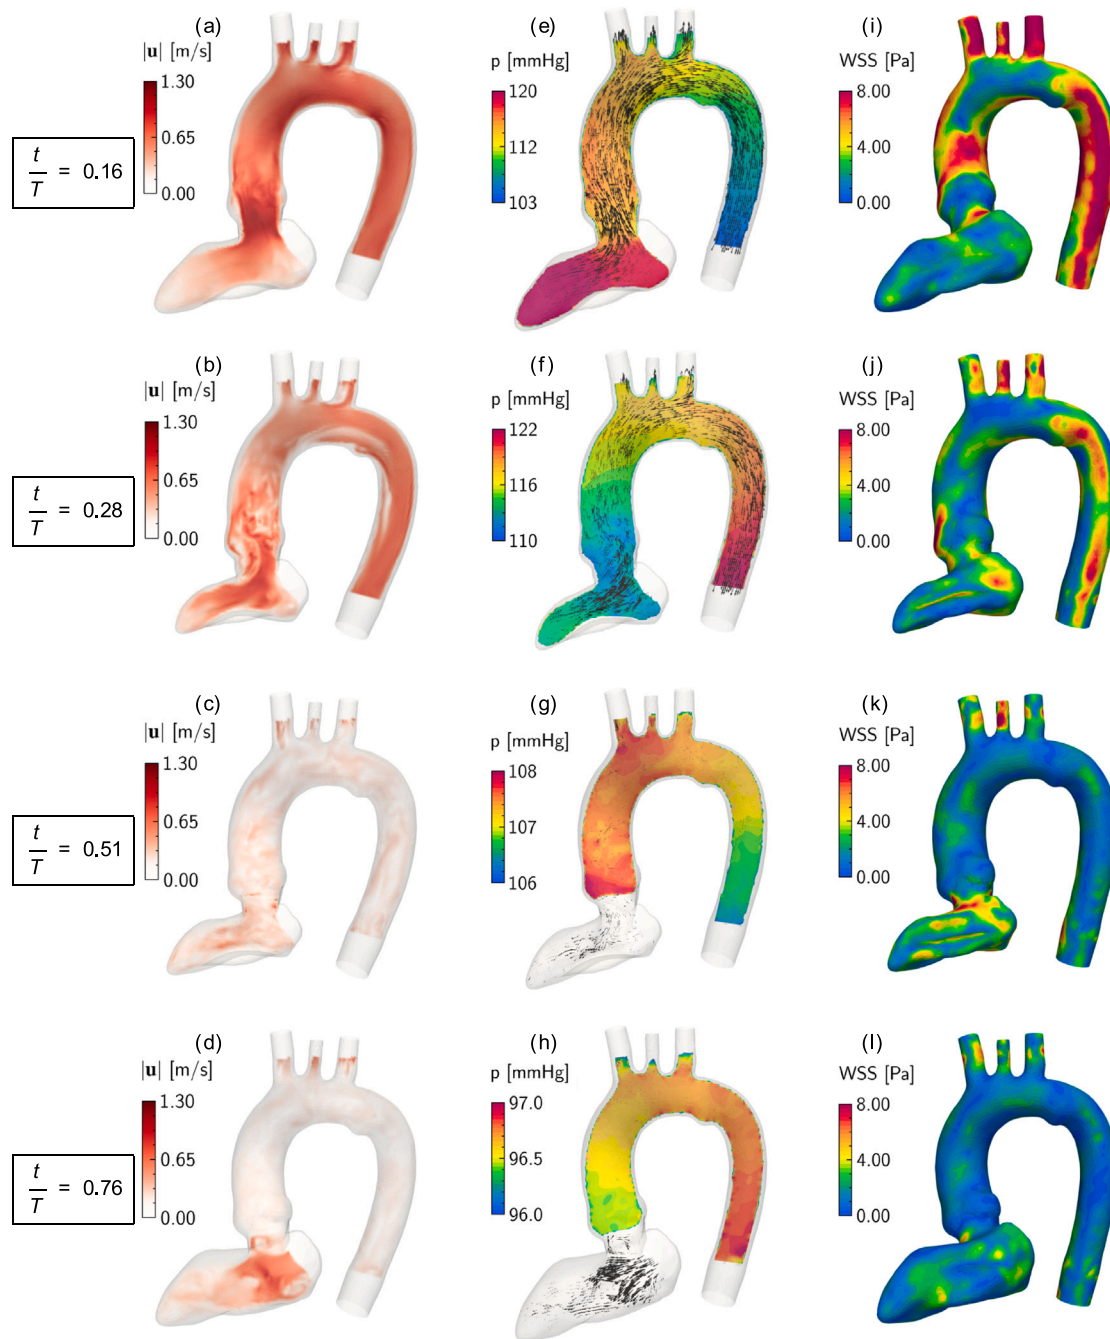 (a)
|u| [m/s]
1.30
0.65
0.00
(e)
p [mmHg]
120
112
103
(i)
WSS [Pa]
8.00
4.00
0.00
t
T = 0.16
(b)
|u| [m/s]
1.30
0.65
0.00
(f)
p [mmHg]
122
116
110
(j)
WSS [Pa]
8.00
4.00
0.00
t
T = 0.28
(c)
|u| [m/s]
1.30
0.65
0.00
(g)
p [mmHg]
108
107
106
(k)
WSS [Pa]
8.00
4.00
0.00
t
T = 0.51
(d)
|u| [m/s]
1.30
0.65
0.00
(h)
p [mmHg]
97.0
96.5
96.0
(l)
WSS [Pa]
8.00
4.00
0.00
t
T = 0.76